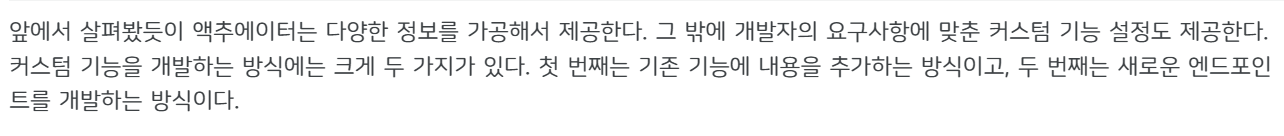 앞에서 살펴봤듯이 액추에이터는 다양한 정보를 가공해서 제공한다. 그 밖에 개발자의 요구사항에 맞춘 커스텀 기능 설정도 제공한다.
커스텀 기능을 개발하는 방식에는 크게 두 가지가 있다. 첫 번째는 기존 기능에 내용을 추가하는 방식이고, 두 번째는 새로운 엔드포인
트를 개발하는 방식이다.